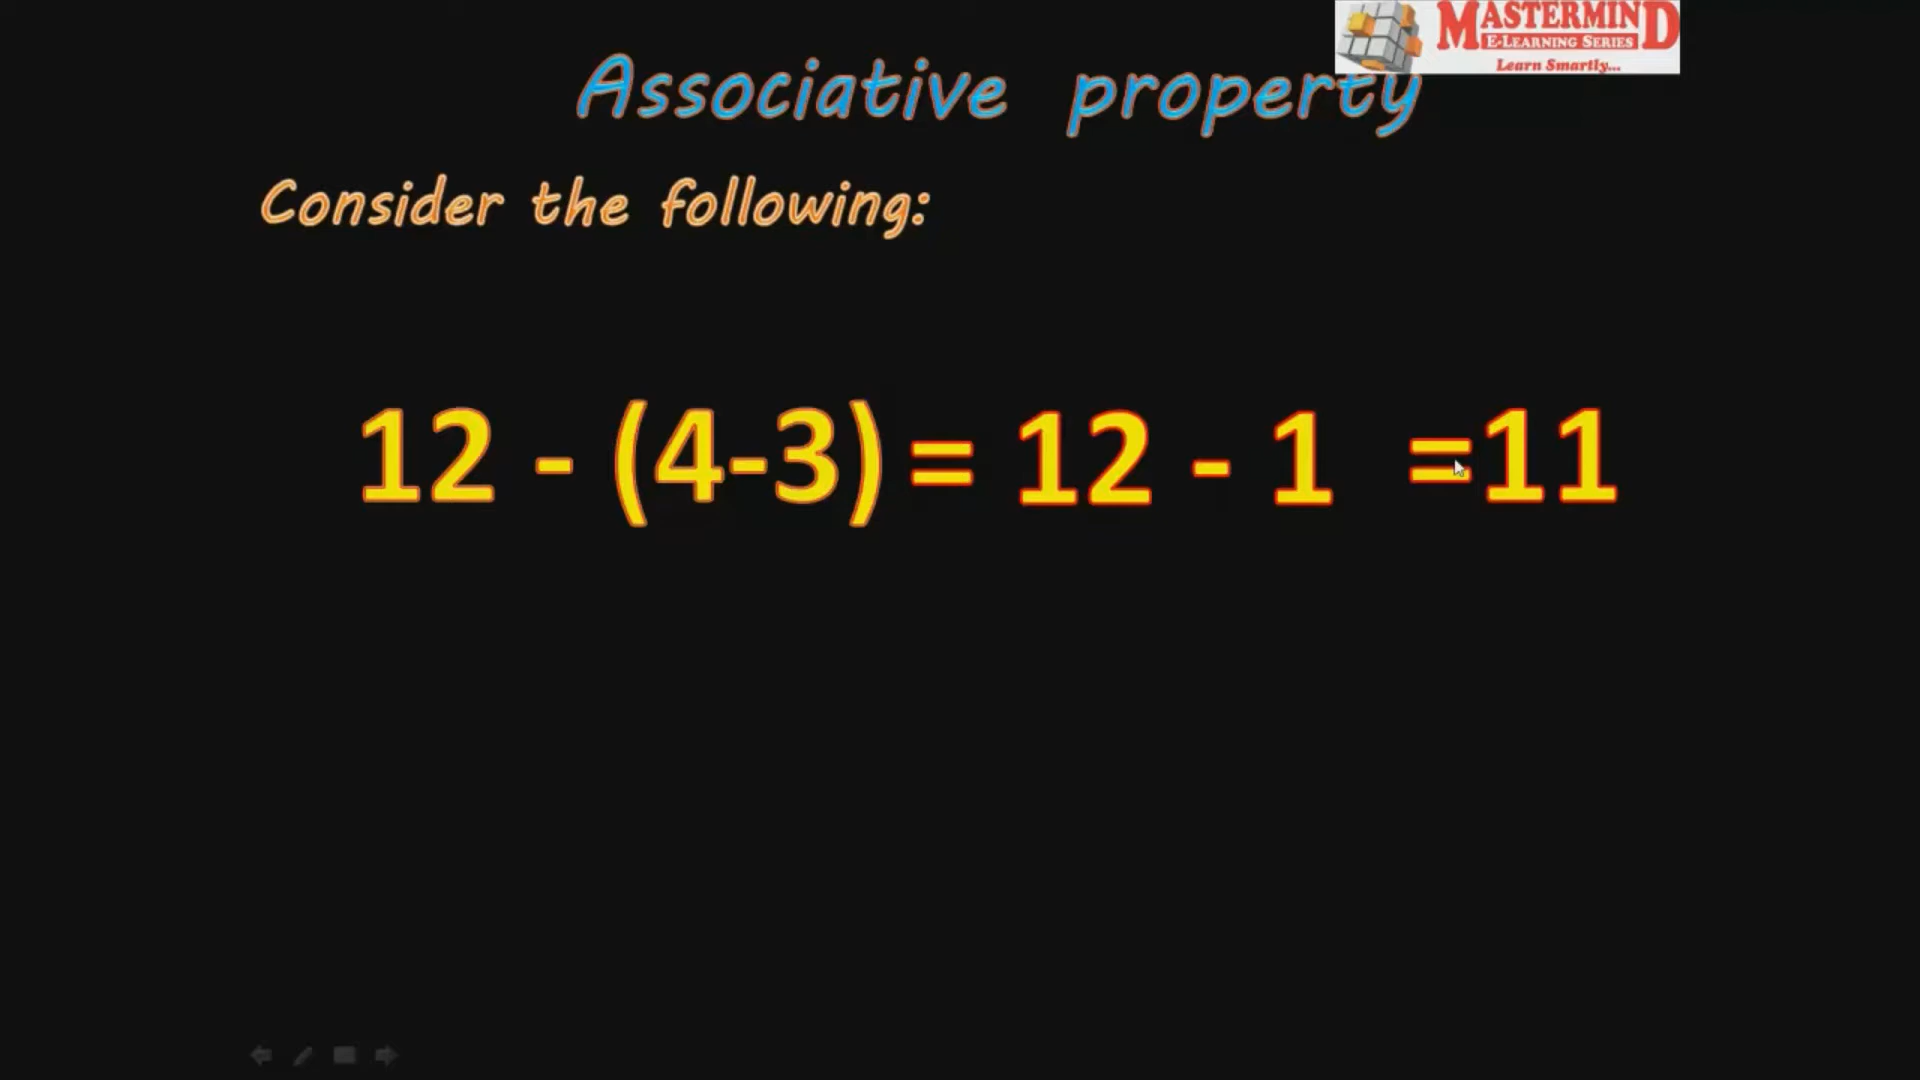 MASTERMIND
E-LEARNING SERIES
Learn Smartly...
Associative property
Consider the following:
12 - (4-3) = 12 - 1 =11